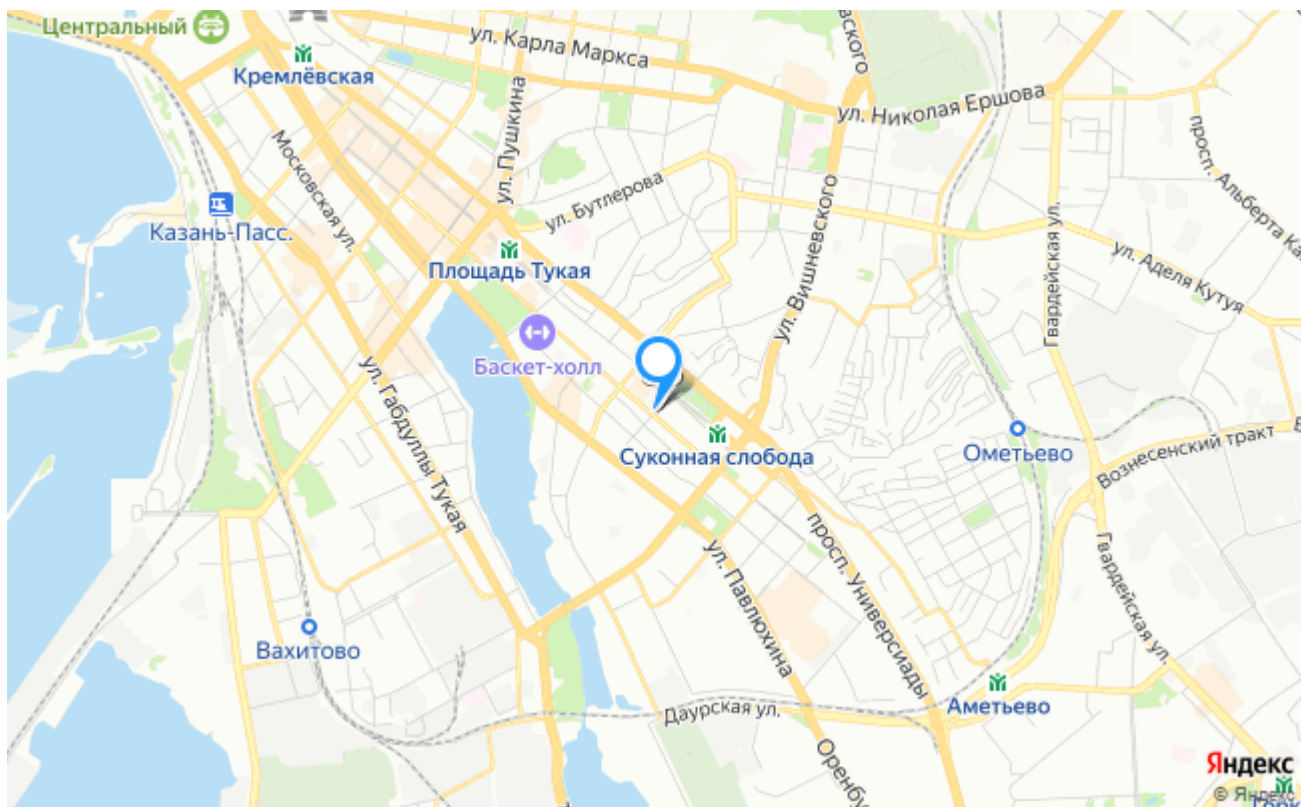 Центральный
Кремлёвская
ул. Карла Маркса
ул. Николая Ершова
ул. Пушкина
Московская ул.
ул. Бутлерова
Казань-Пасс.
Площадь Тукая
ул. Вишневского
Гвардейская ул.
просп. Альберта
ул. Аделя Кутуя
Баскет-холл
ул. Габдуллы Тукая
Суконная слобода
Ометьево
Вознесенский тракт
просп. Универсиады
ул. Павлюхина
Гвардейская ул.
Вахитово
Аметьево
Даурская ул.
Яндекс
© Яндекс